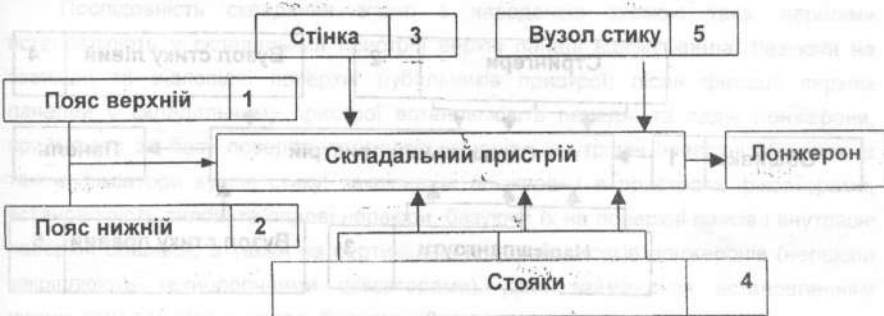 Стінка 3
Вузол стику 5
Пояс верхній 1
Складальний пристрій
Лонжерон
Пояс нижній 2
Стояки 4